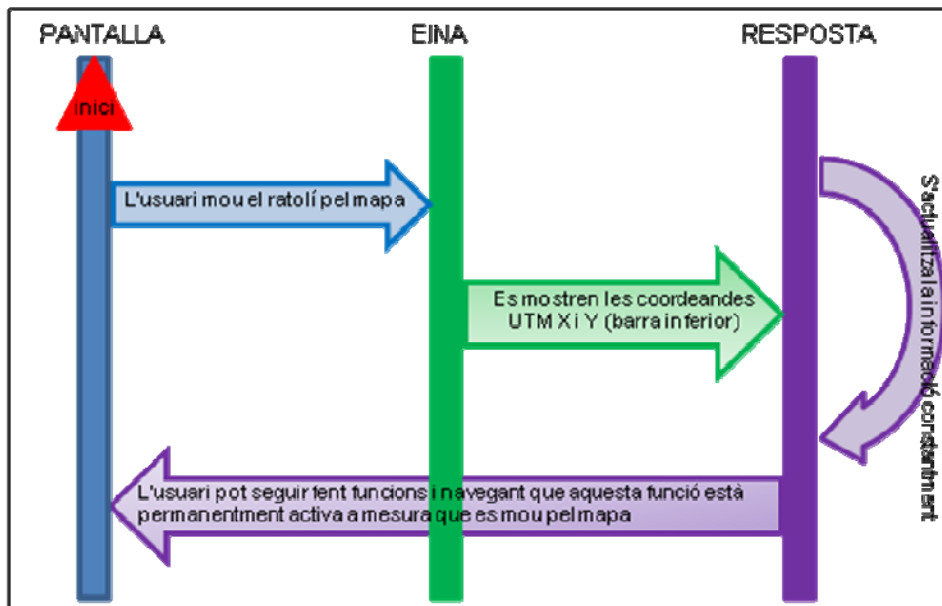 PANTALLA
EINA
RESPOSTA
inici
L'usuari mou el ratolí pel mapa
Es mostren les coordeandes
UTM X i Y (barra inferior)
S'actualitza la informació constantment
L'usuari pot seguir fent funcions i navegant que aquesta funció està
permanentment activa a mesura que es mou pel mapa